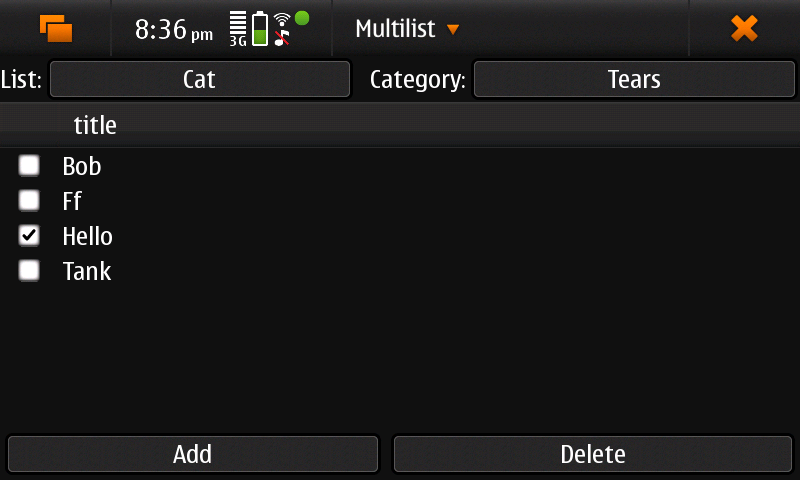 8:36 pm 3G Multilist
List: Cat Category: Tears
title
Bob
Ff
Hello
Tank
Add Delete